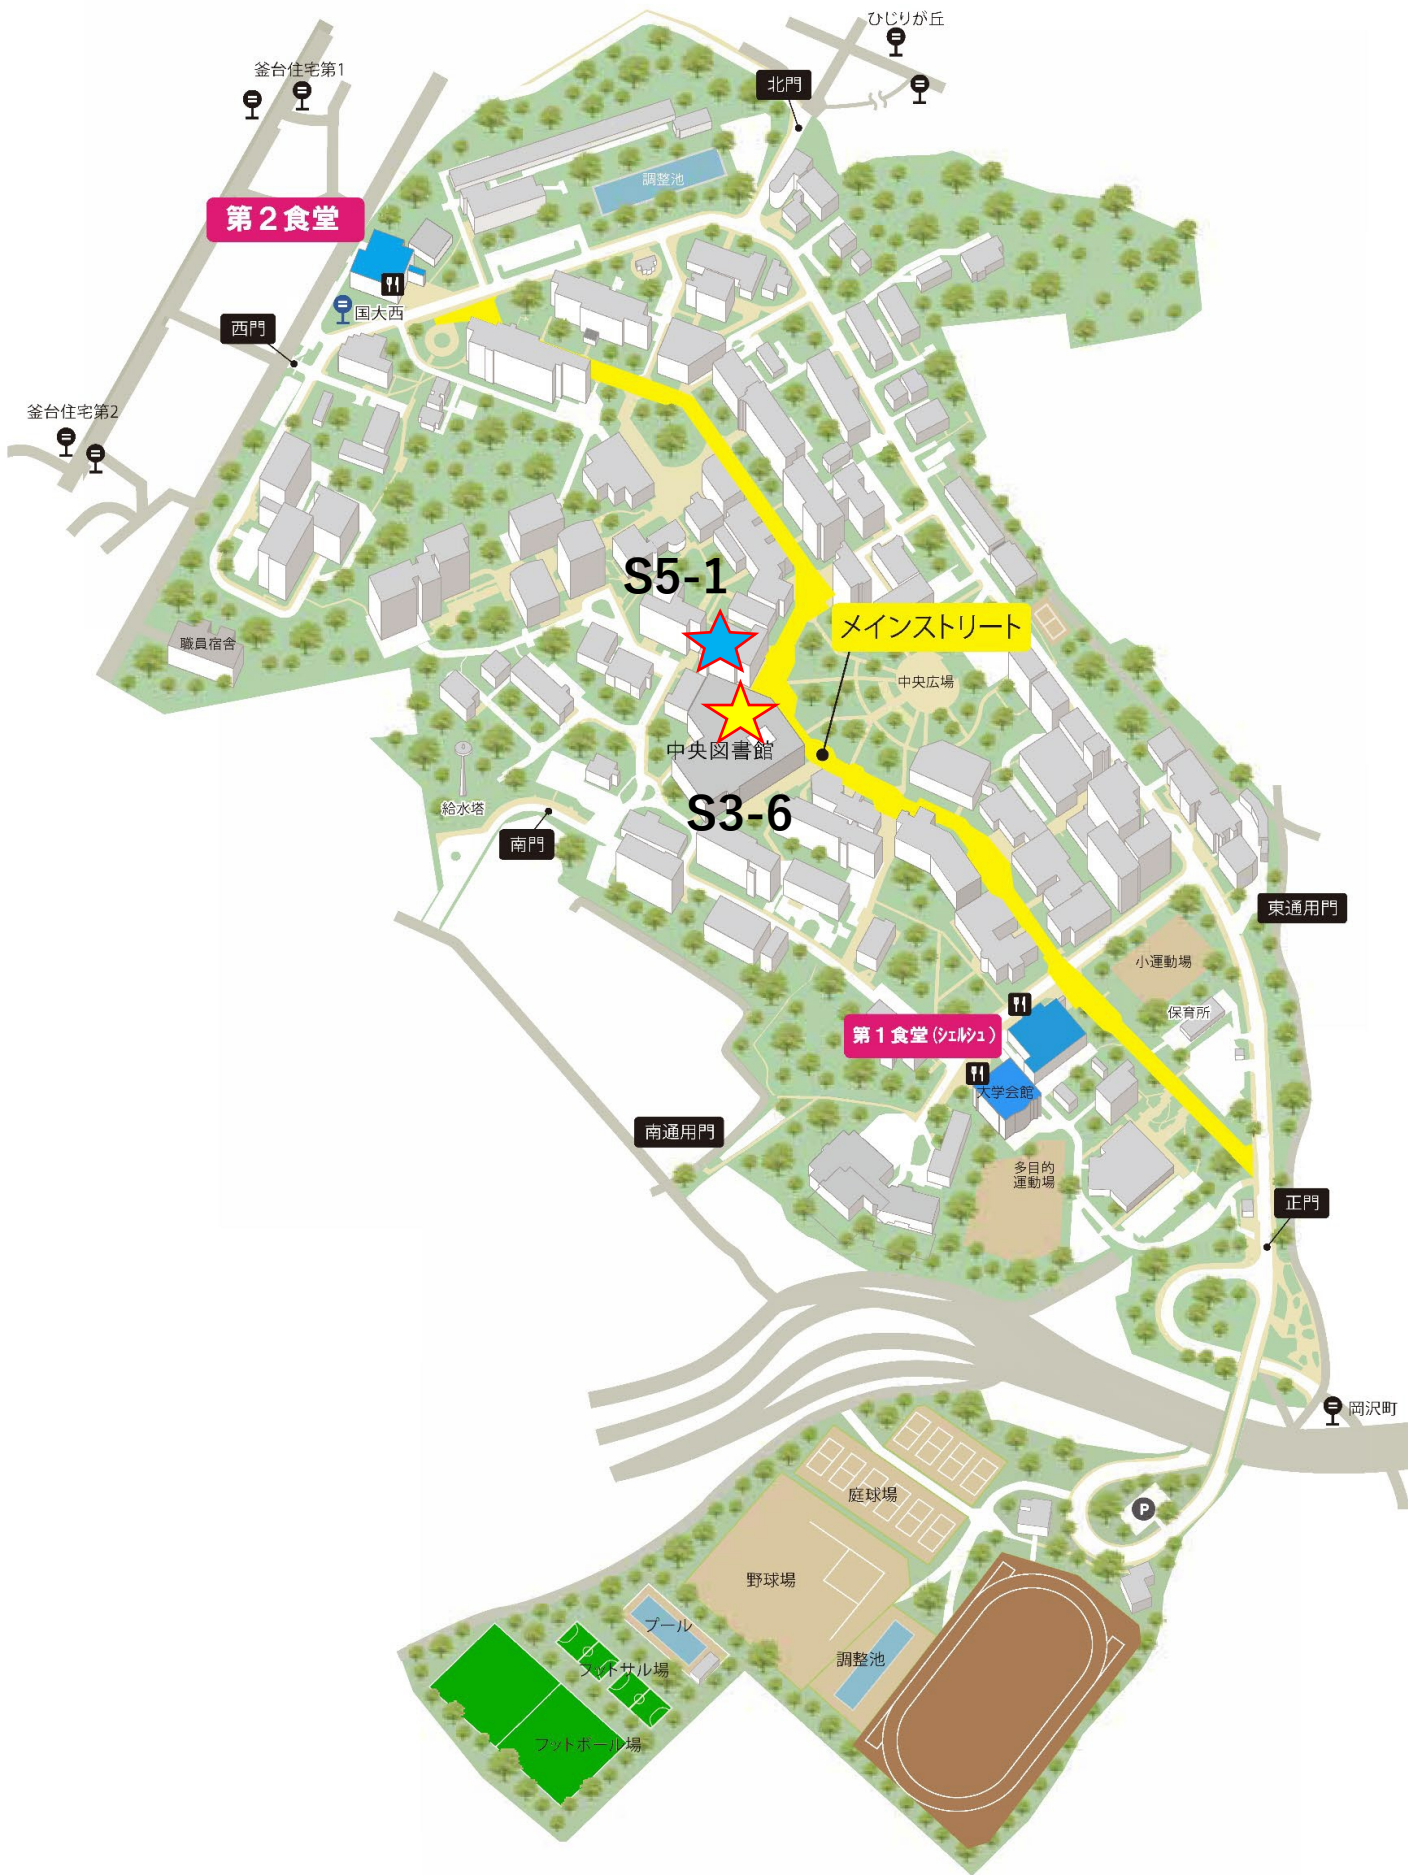 ひじりが丘
釜台住宅第1
北門
調整池
第2食堂
国大西
西門
釜台住宅第2
S5-1
メインストリート
職員宿舎
中央広場
中央図書館
給水塔
S3-6
南門
東通用門
小運動場
保育所
第1食堂(シェルシュ)
大学会館
南通用門
多目的
運動場
正門
岡沢町
庭球場
P
野球場
プール
調整池
フットサル場
フットボール場